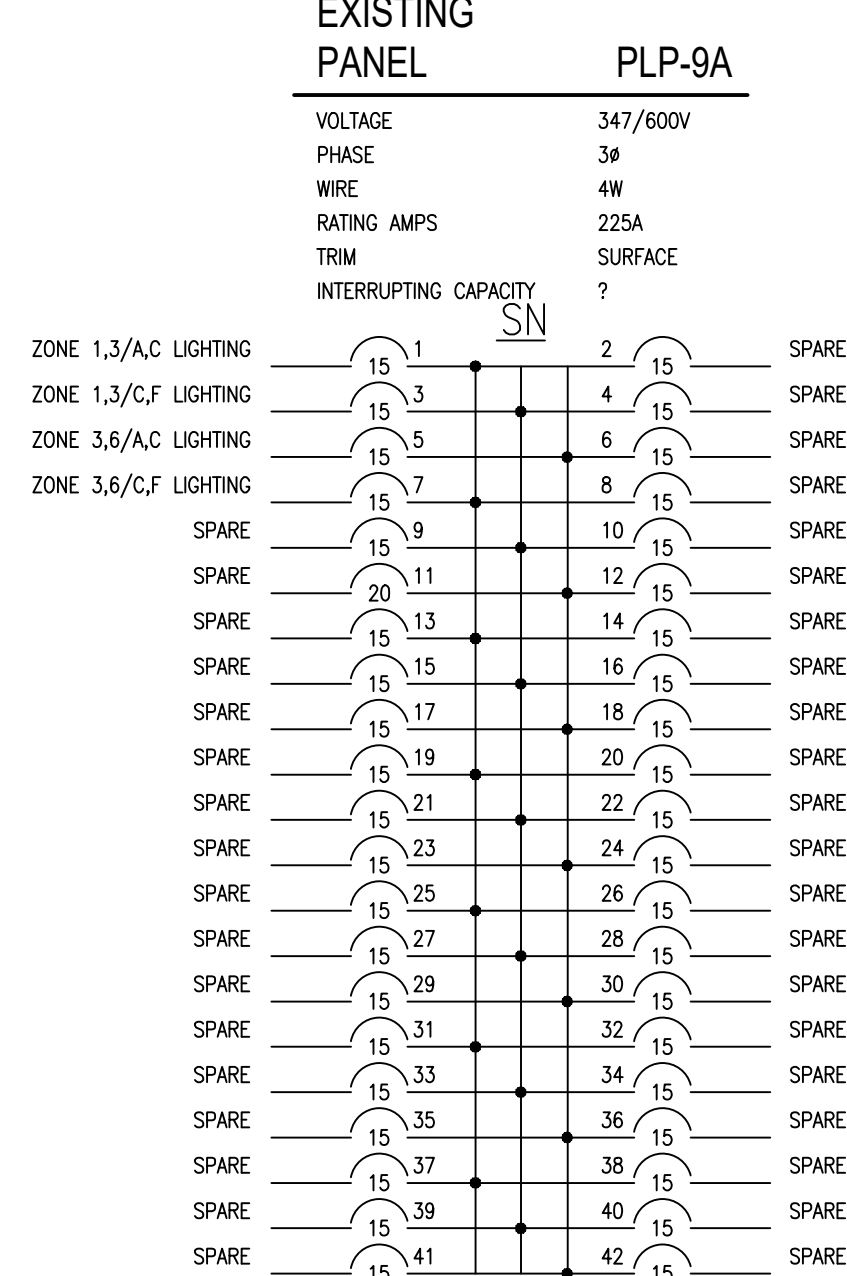 EXISTING
PANEL PLP-9A
VOLTAGE 347/600V
PHASE 3ø
WIRE 4W
RATING AMPS 225A
TRIM SURFACE
INTERRUPTING CAPACITY ?
SN
ZONE 1,3/A,C LIGHTING 15 1 2 15 SPARE
ZONE 1,3/C,F LIGHTING 15 3 4 15 SPARE
ZONE 3,6/A,C LIGHTING 15 5 6 15 SPARE
ZONE 3,6/C,F LIGHTING 15 7 8 15 SPARE
SPARE 15 9 10 15 SPARE
SPARE 20 11 12 15 SPARE
SPARE 15 13 14 15 SPARE
SPARE 15 15 16 15 SPARE
SPARE 15 17 18 15 SPARE
SPARE 15 19 20 15 SPARE
SPARE 15 21 22 15 SPARE
SPARE 15 23 24 15 SPARE
SPARE 15 25 26 15 SPARE
SPARE 15 27 28 15 SPARE
SPARE 15 29 30 15 SPARE
SPARE 15 31 32 15 SPARE
SPARE 15 33 34 15 SPARE
SPARE 15 35 36 15 SPARE
SPARE 15 37 38 15 SPARE
SPARE 15 39 40 15 SPARE
SPARE 15 41 42 15 SPARE